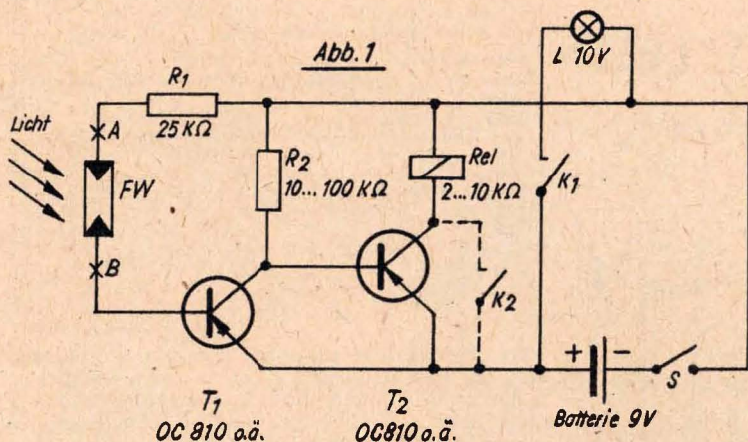 Abb. 1
L 10V
R1
25 KΩ
Licht
A
FW
B
R2
10... 100 KΩ
Rel
2...10 KΩ
K1
K2
+
-
S
T1
OC 810 o.ä.
T2
OC810 o.ä.
Batterie 9V